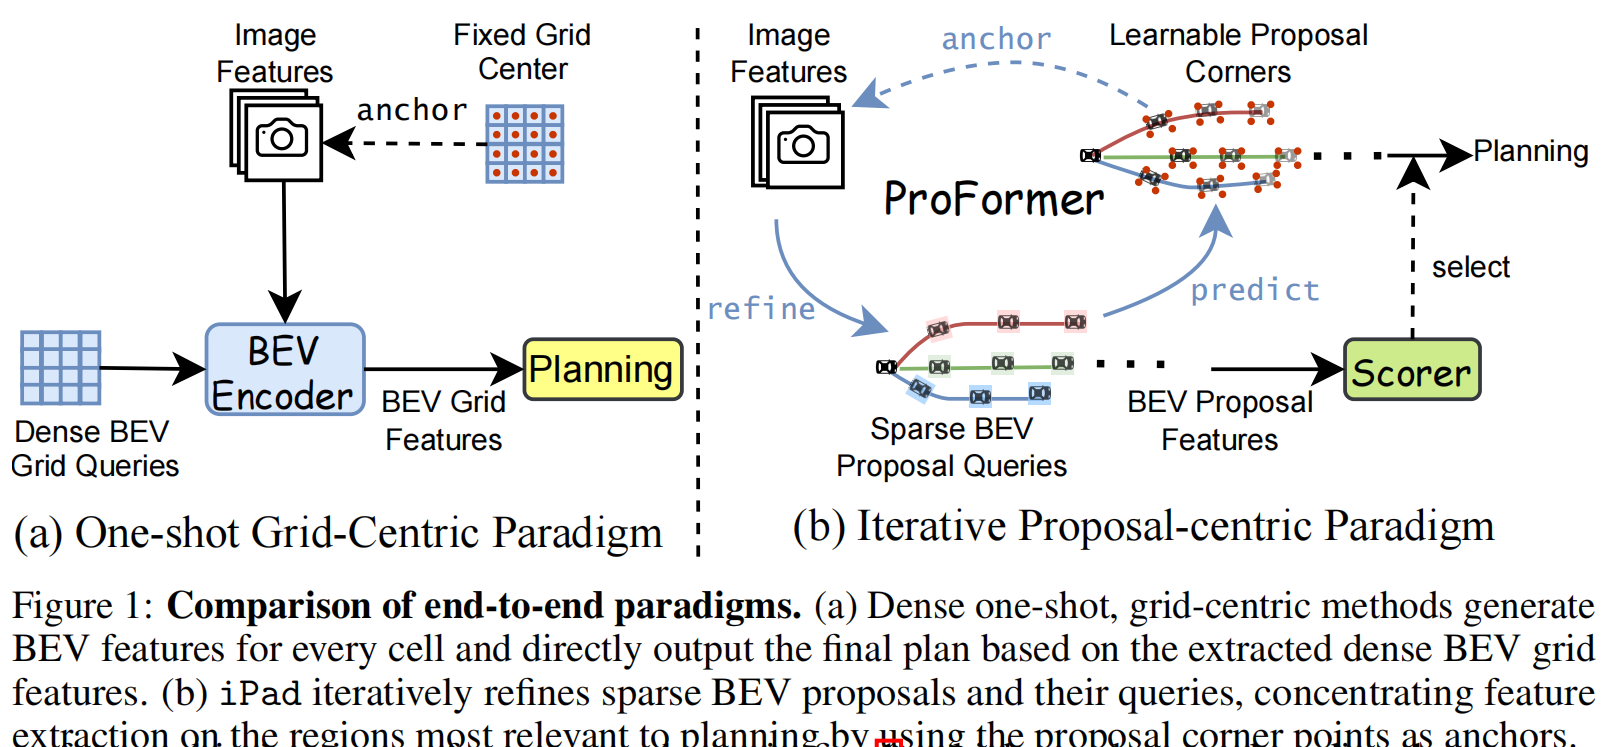 Image
Features
Fixed Grid
Center
anchor
BEV
Encoder
Dense BEV
Grid Queries
BEV Grid
Features
Planning
(a) One-shot Grid-Centric Paradigm
Image
Features
anchor
Learnable Proposal
Corners
ProFormer
Planning
select
refine
predict
Sparse BEV
Proposal Queries
BEV Proposal
Features
Scorer
(b) Iterative Proposal-centric Paradigm
Figure 1: Comparison of end-to-end paradigms. (a) Dense one-shot, grid-centric methods generate
BEV features for every cell and directly output the final plan based on the extracted dense BEV grid
features. (b) iPad iteratively refines sparse BEV proposals and their queries, concentrating feature
extraction on the regions most relevant to planning by using the proposal corner points as anchors.